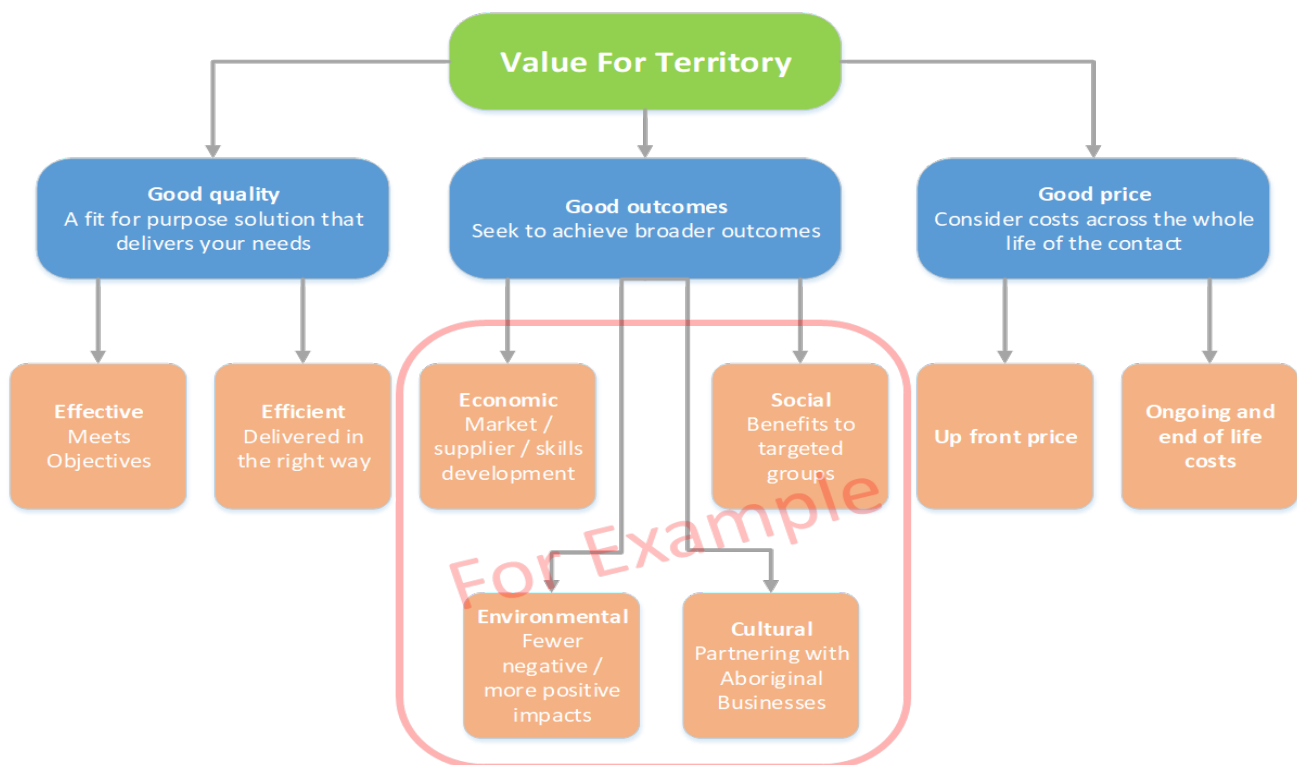 Value For Territory
Good quality
A fit for purpose solution that
delivers your needs
Good outcomes
Seek to achieve broader outcomes
Good price
Consider costs across the whole
life of the contact
Effective
Meets
Objectives
Efficient
Delivered in
the right way
Economic
Market /
supplier / skills
development
Social
Benefits to
targeted
groups
Up front price
Ongoing and
end of life
costs
For Example
Environmental
Fewer
negative /
more positive
impacts
Cultural
Partnering with
Aboriginal
Businesses